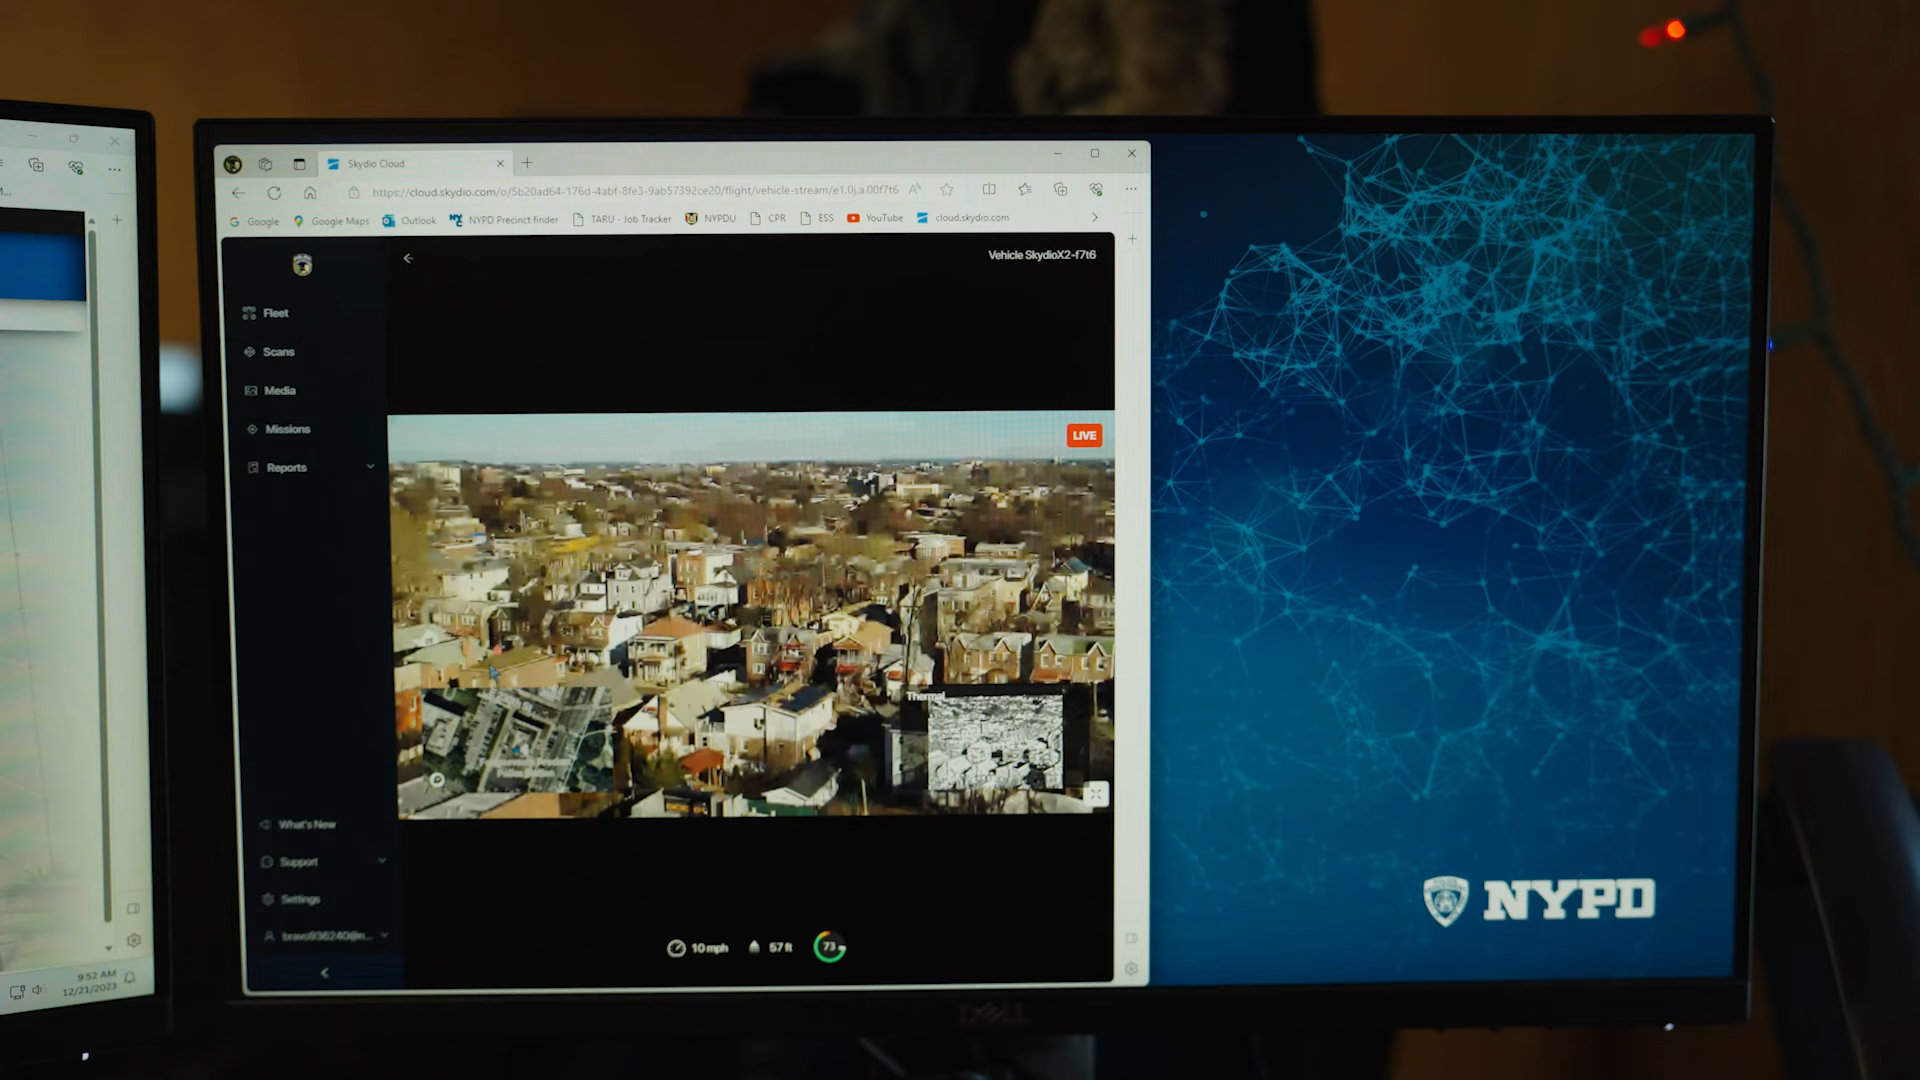 Skydio Cloud
https://cloud.skydio.com/o/5b20ad64-176d-4abf-8fe3-9ab57392ce20/flight/vehicle-stream/e1.0j.a.00f7t6
Google
Google Maps
Outlook
NYPD Precinct finder
TARU - Job Tracker
NYPDU
CPR
ESS
YouTube
cloud.skydio.com
Vehicle SkydioX2-f7t6
Fleet
Scans
Media
Missions
Reports
LIVE
Thermal
What's New
Support
Settings
bravo936240@n...
10 mph
57 ft
73
NYPD
9:52 AM
12/21/2023
DELL